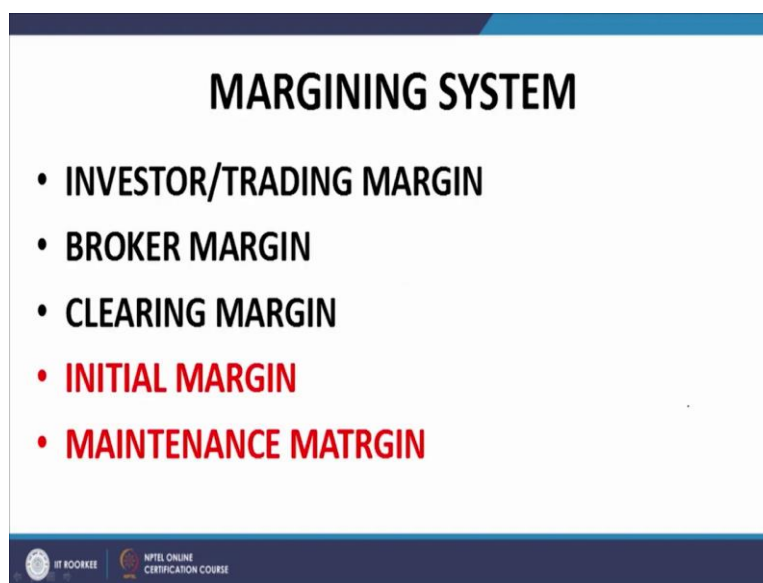 MARGINING SYSTEM
• INVESTOR/TRADING MARGIN
• BROKER MARGIN
• CLEARING MARGIN
• INITIAL MARGIN
• MAINTENANCE MATRGIN
IIT ROORKEE
NPTEL ONLINE
CERTIFICATION COURSE